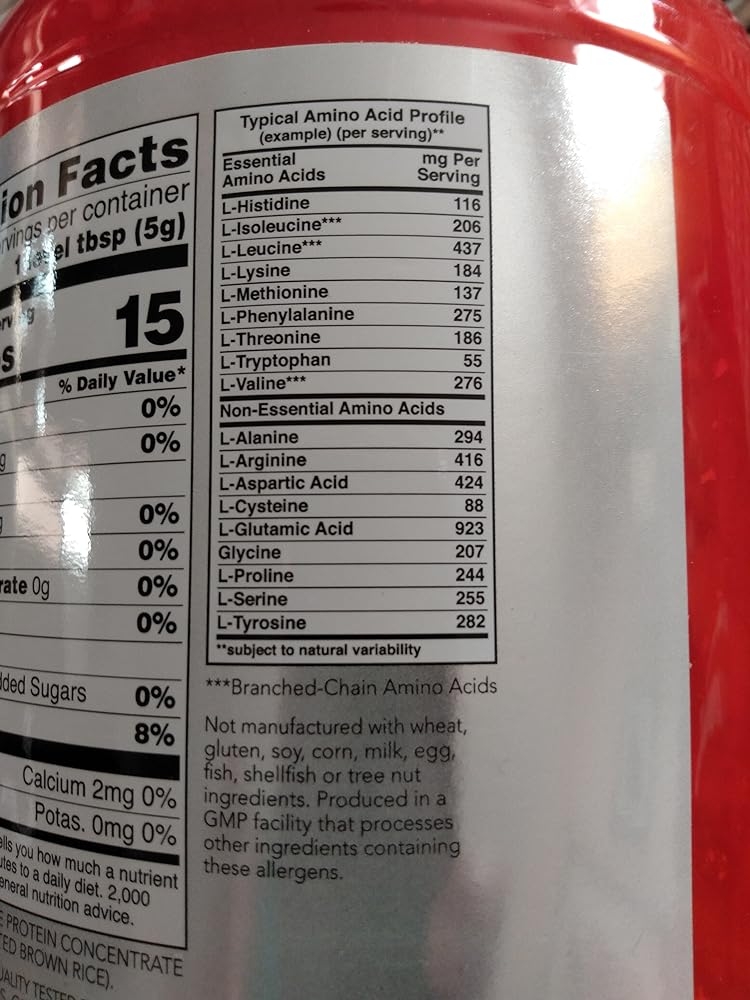 ion Facts
rvings per container
tbsp (5g)
15
% Daily Value*
0%
0%
g
0%
0%
rate 0g
0%
0%
dded Sugars
0%
8%
Calcium 2mg 0%
Potas. 0mg 0%
ells you how much a nutrient
utes to a daily diet. 2,000
eneral nutrition advice.
PROTEIN CONCENTRATE
TED BROWN RICE).
UALITY TESTED
Typical Amino Acid Profile
(example) (per serving)**
Essential
Amino Acids
mg Per
Serving
L-Histidine 116
L-Isoleucine*** 206
L-Leucine*** 437
L-Lysine 184
L-Methionine 137
L-Phenylalanine 275
L-Threonine 186
L-Tryptophan 55
L-Valine*** 276
Non-Essential Amino Acids
L-Alanine 294
L-Arginine 416
L-Aspartic Acid 424
L-Cysteine 88
L-Glutamic Acid 923
Glycine 207
L-Proline 244
L-Serine 255
L-Tyrosine 282
**subject to natural variability
***Branched-Chain Amino Acids
Not manufactured with wheat,
gluten, soy, corn, milk, egg,
fish, shellfish or tree nut
ingredients. Produced in a
GMP facility that processes
other ingredients containing
these allergens.